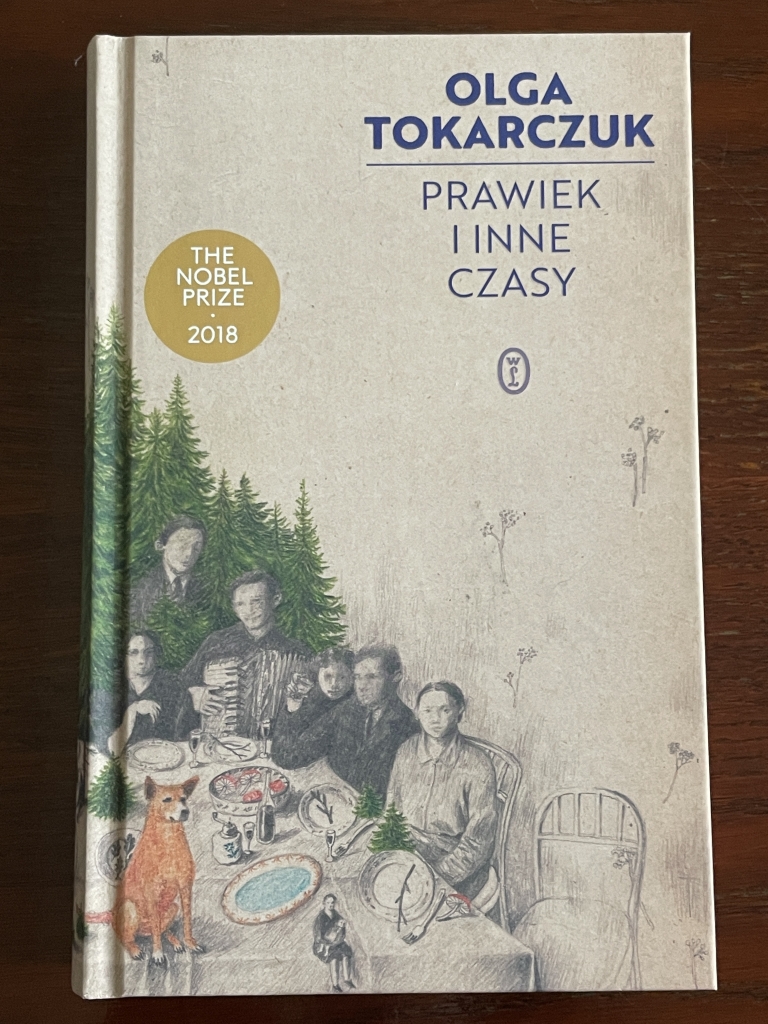 OLGA
TOKARCZUK
PRAWIEK
I INNE
CZASY
THE
NOBEL
PRIZE
·
2018
W
Ł